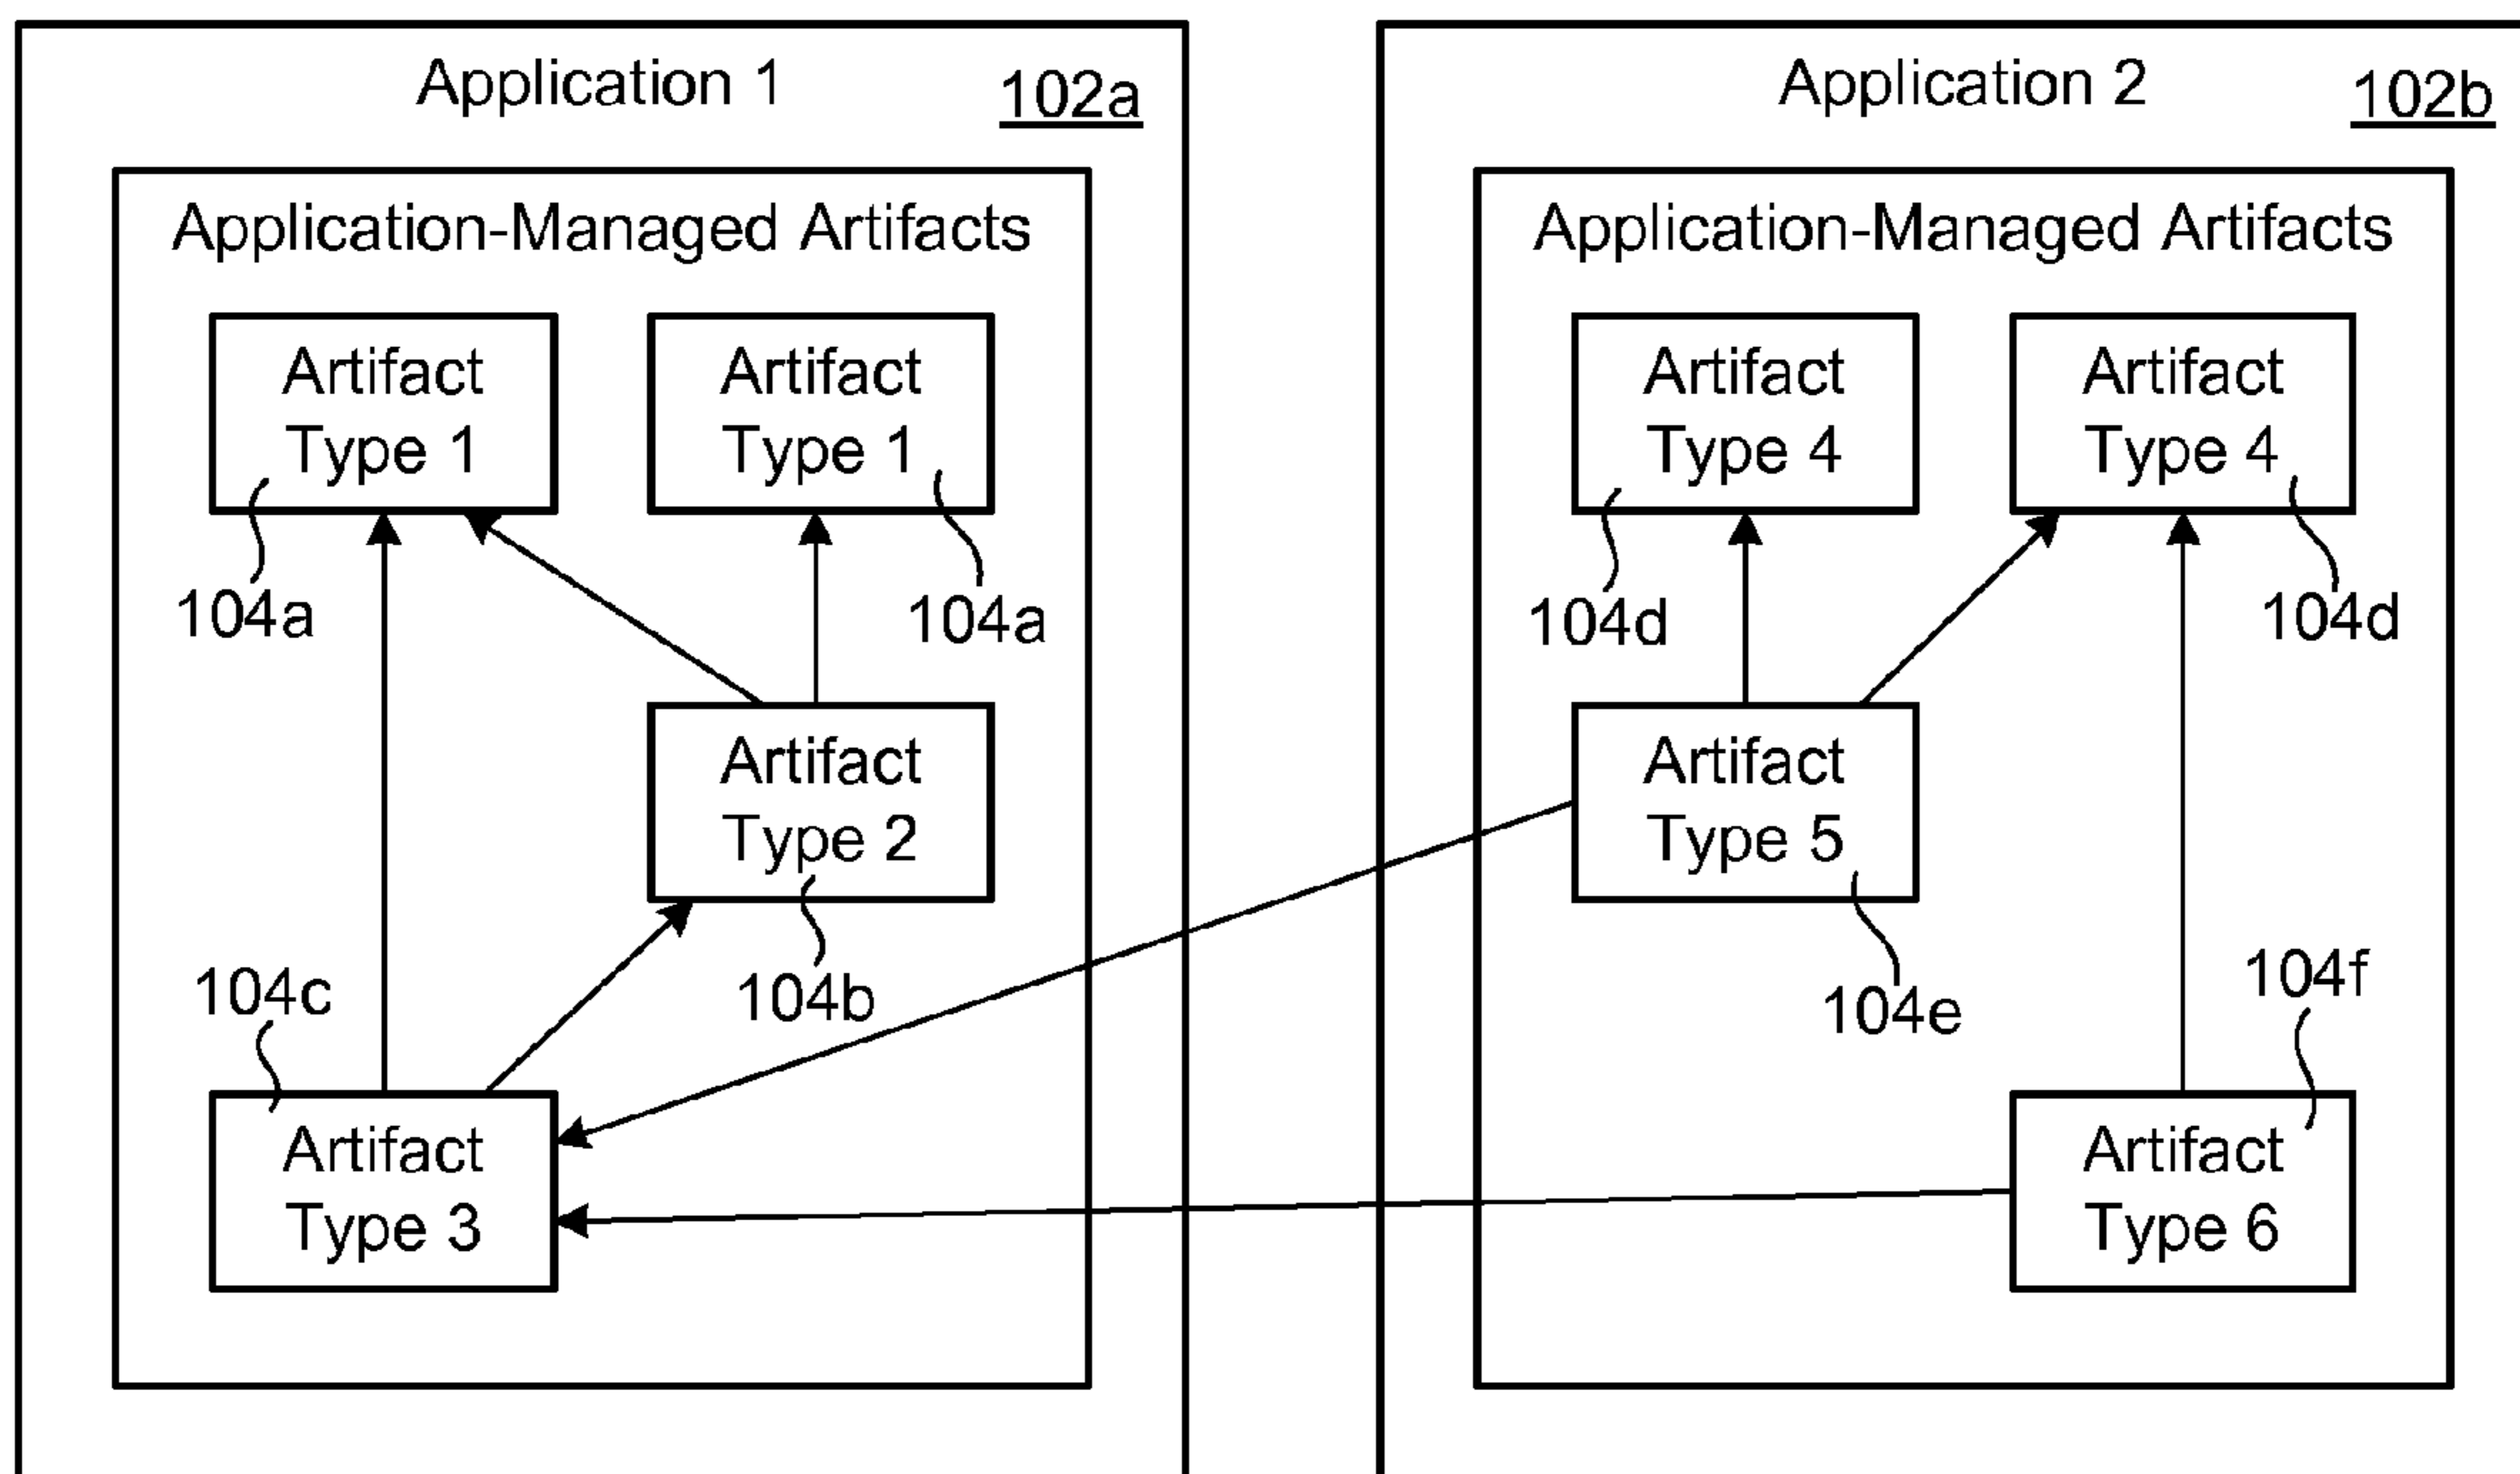 Application 1
102a
Application-Managed Artifacts
Artifact
Type 1
Artifact
Type 1
104a
104a
Artifact
Type 2
104b
104c
Artifact
Type 3
Application 2
102b
Application-Managed Artifacts
Artifact
Type 4
Artifact
Type 4
104d
104d
Artifact
Type 5
104e
104f
Artifact
Type 6